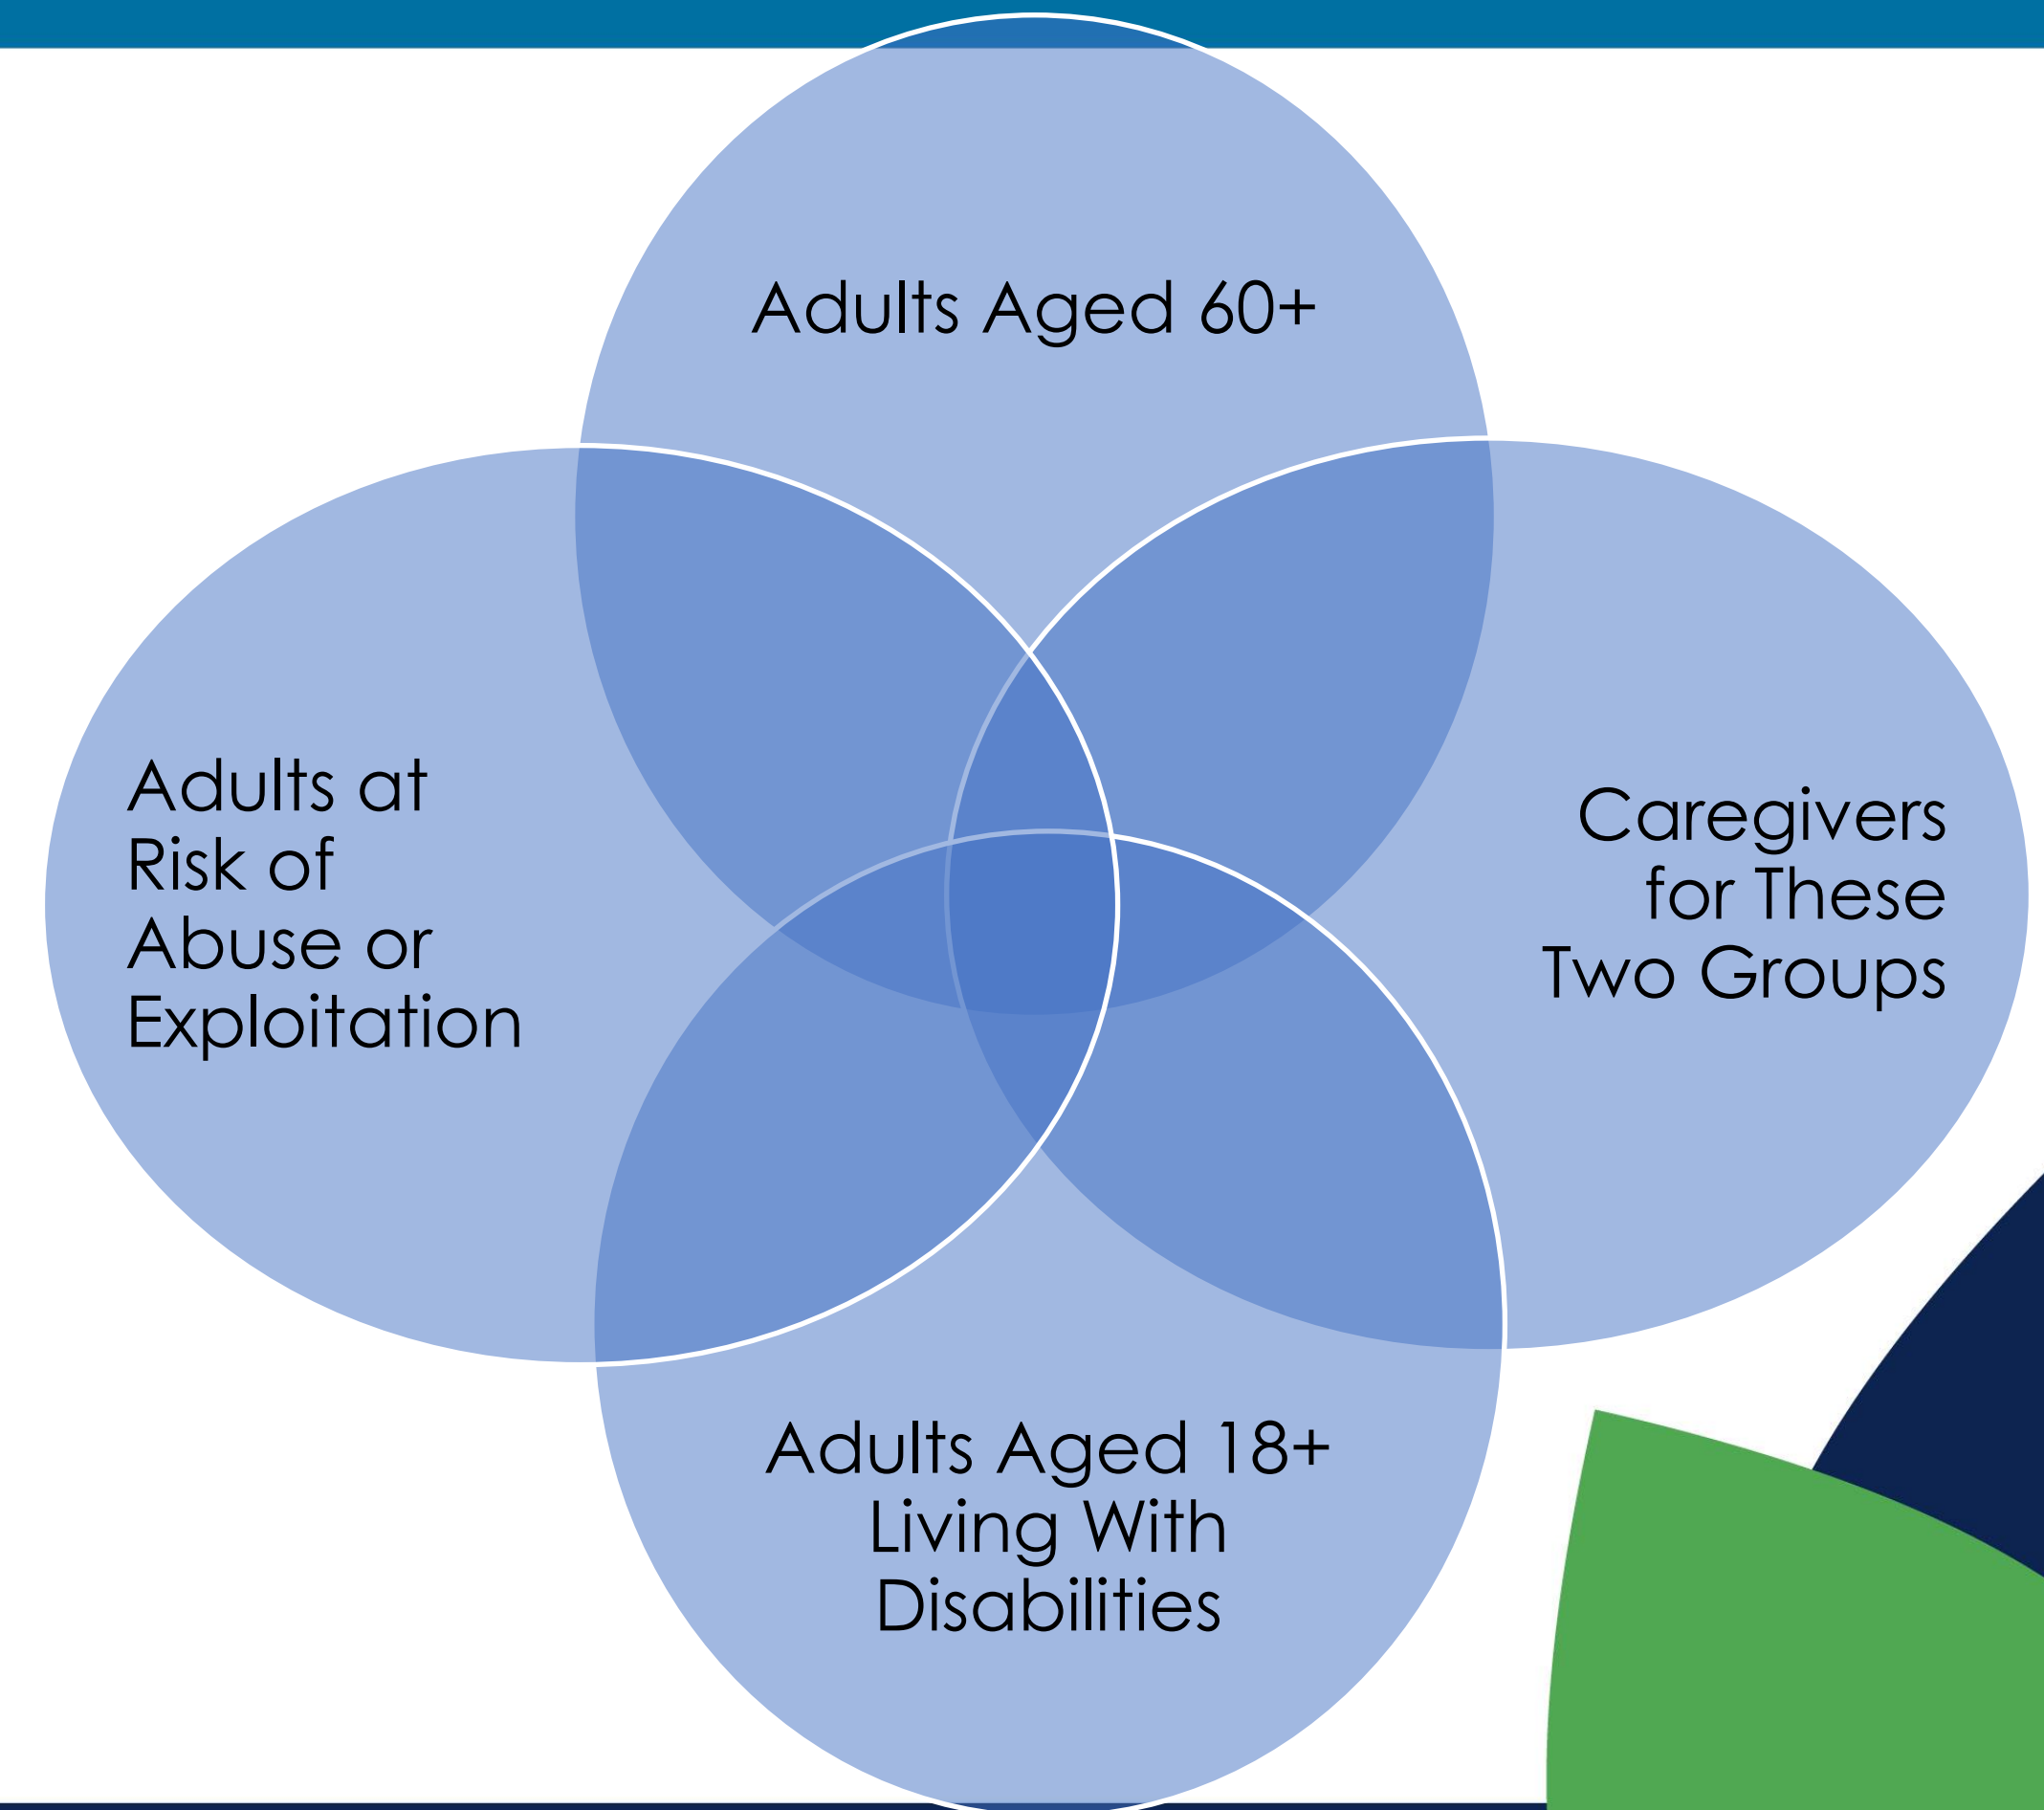 Adults Aged 60+
Adults at
Risk of
Abuse or
Exploitation
Caregivers
for These
Two Groups
Adults Aged 18+
Living With
Disabilities